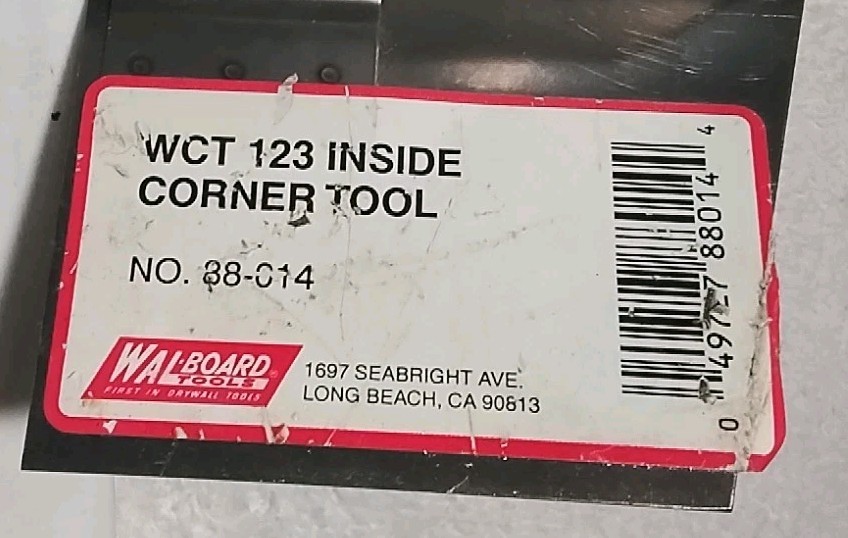 WCT 123 INSIDE
CORNER TOOL
NO. 88-014
WAL-BOARD®
TOOLS
FIRST IN DRYWALL TOOLS
1697 SEABRIGHT AVE.
LONG BEACH, CA 90813
0 49727 88014 4